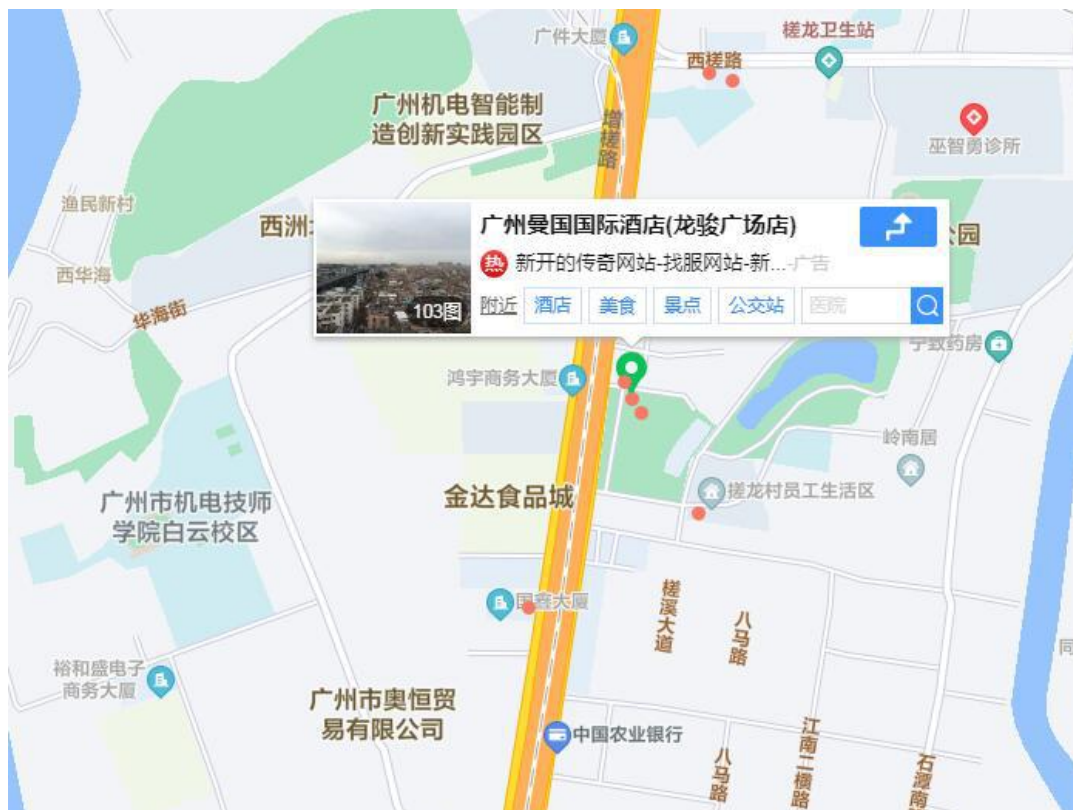 广件大厦
槎龙卫生站
西槎路
广州机电智能制
造创新实践园区
增槎路
巫智勇诊所
渔民新村
西洲
公园
广州曼国国际酒店(龙骏广场店)
热 新开的传奇网站-找服网站-新...-广告
103图
附近 酒店 美食 景点 公交站 医院
西华海
华海街
宁致药房
鸿宇商务大厦
岭南居
金达食品城
搓龙村员工生活区
广州市机电技师
学院白云校区
国鑫大厦
槎溪大道
八马路
同
裕和盛电子
商务大厦
广州市奥恒贸
易有限公司
中国农业银行
八马路
江南二横路
石潭南